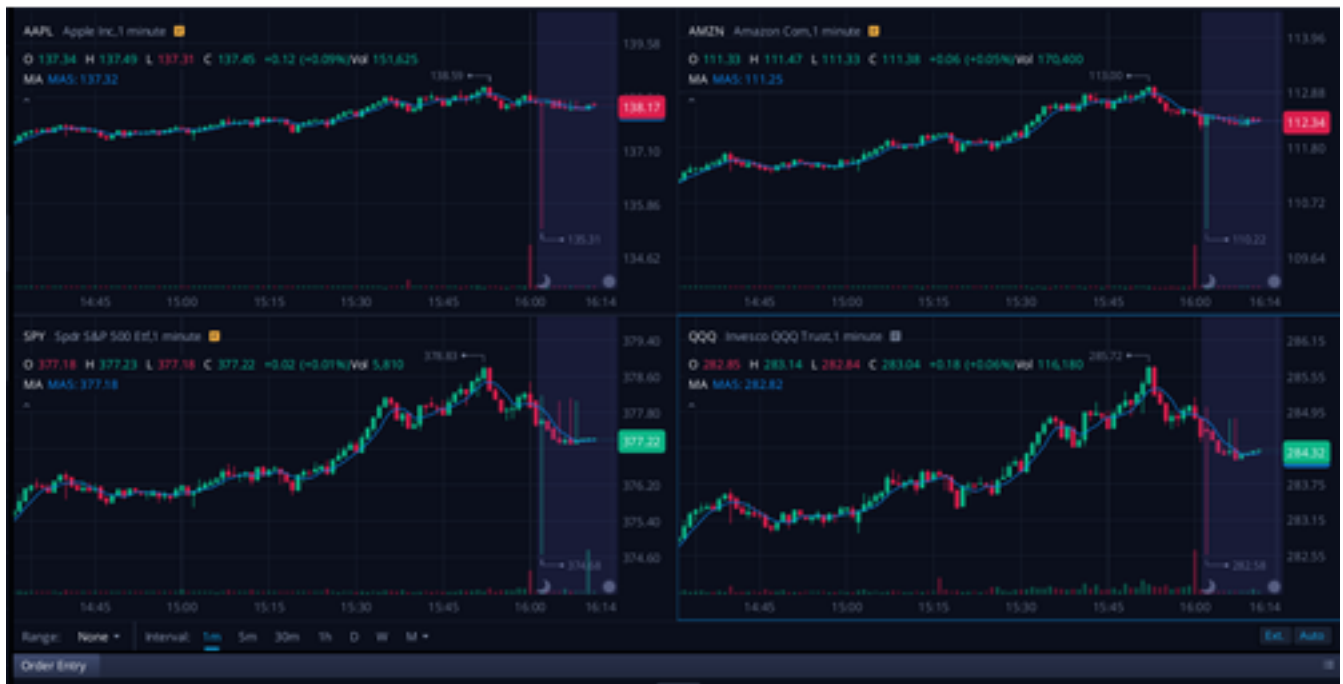 AAPL Apple Inc,1 minute
O 137.34 H 137.49 L 137.31 C 137.45 +0.12 (+0.09%)Vol 151,625
MA MA5: 137.32
138.59
139.58
138.17
137.10
135.86
135.31
134.62
14:45 15:00 15:15 15:30 15:45 16:00 16:14
AMZN Amazon Com,1 minute
O 111.33 H 111.47 L 111.33 C 111.38 +0.06 (+0.05%)Vol 170,400
MA MA5: 111.25
113.00
113.96
112.88
112.34
111.80
110.72
110.22
109.64
14:45 15:00 15:15 15:30 15:45 16:00 16:14
SPY Spdr S&P 500 Etf,1 minute
O 377.18 H 377.23 L 377.18 C 377.22 +0.02 (+0.01%)Vol 5,810
MA MA5: 377.18
378.83
379.40
378.60
377.80
377.22
376.20
375.40
374.68
374.60
14:45 15:00 15:15 15:30 15:45 16:00 16:14
QQQ Invesco QQQ Trust,1 minute
O 282.85 H 283.14 L 282.84 C 283.04 +0.18 (+0.06%)Vol 116,180
MA MA5: 282.82
285.72
286.15
285.55
284.95
284.32
283.75
283.15
282.58
282.55
14:45 15:00 15:15 15:30 15:45 16:00 16:14
Range: None Interval: 1m 5m 30m 1h D W M Ext. Auto
Order Entry